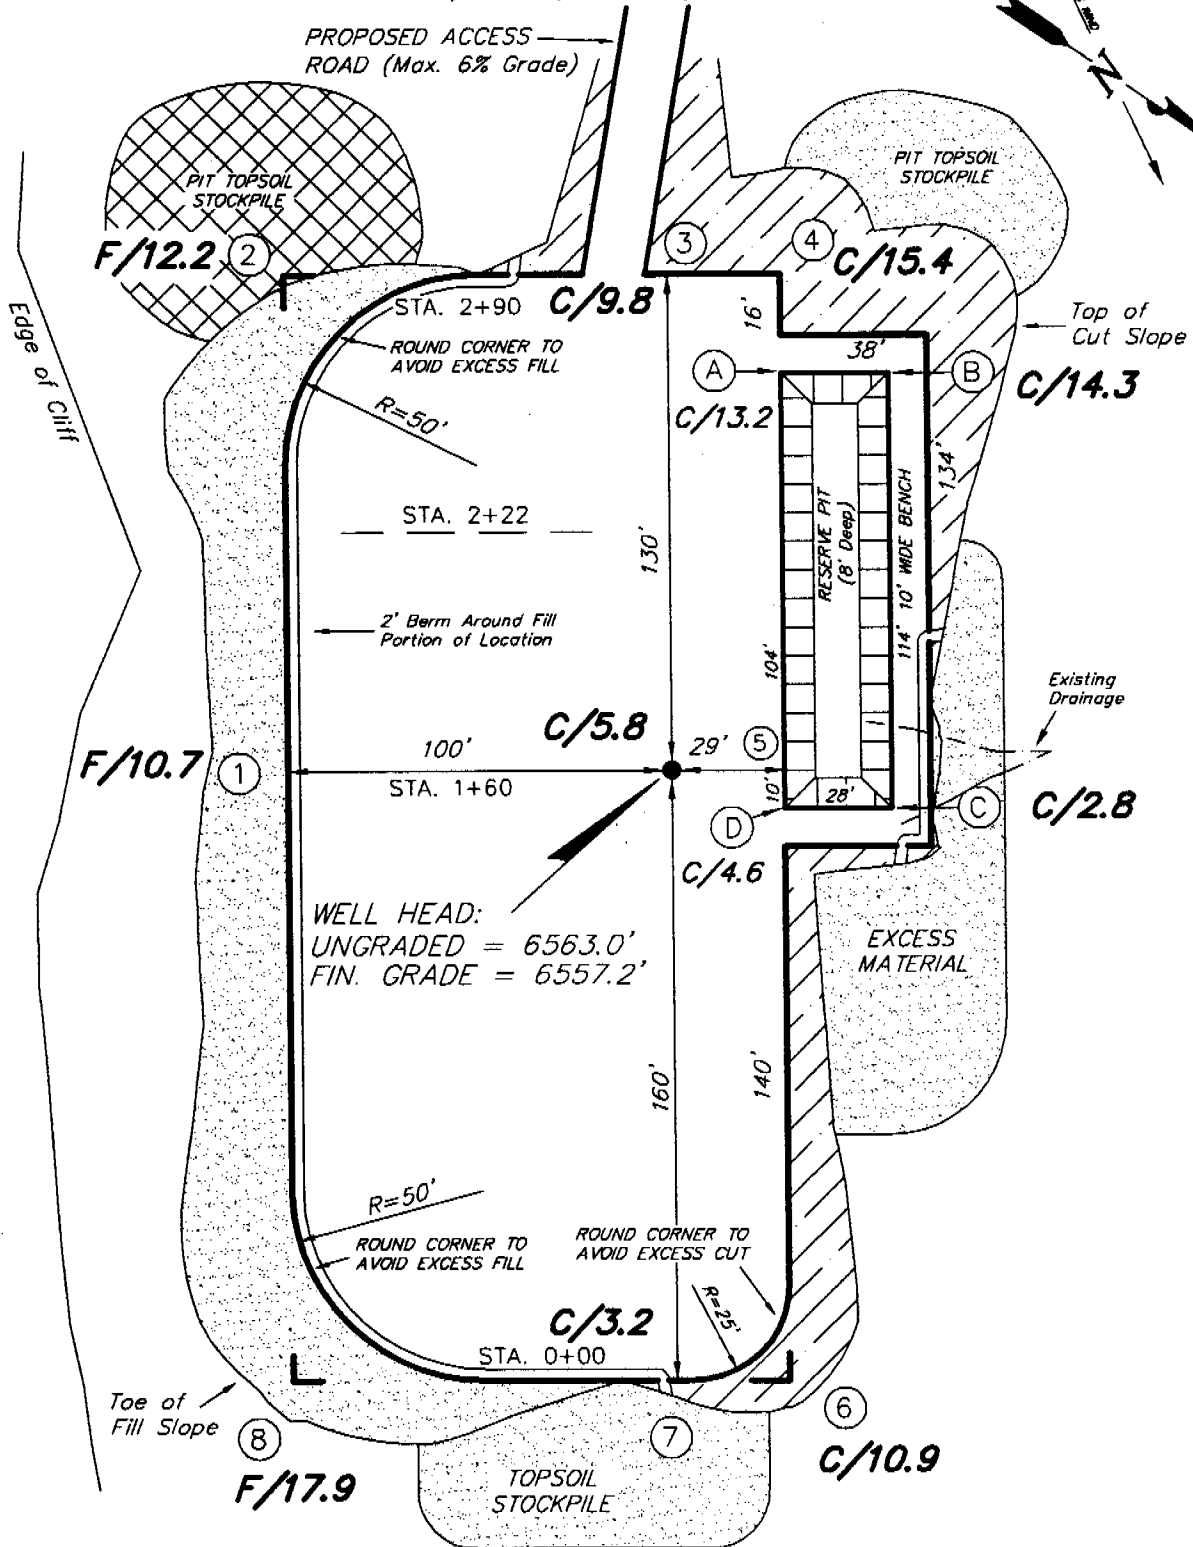 PROPOSED ACCESS
ROAD (Max. 6% Grade)
N
PIT TOPSOIL
STOCKPILE
PIT TOPSOIL
STOCKPILE
F/12.2
2
3
4
C/15.4
Edge of Cliff
STA. 2+90
C/9.8
16'
Top of
Cut Slope
ROUND CORNER TO
AVOID EXCESS FILL
38'
A
B
C/14.3
R=50'
C/13.2
134'
STA. 2+22
130'
RESERVE PIT
(8' Deep)
10' WIDE BENCH
2' Berm Around Fill
Portion of Location
104'
114'
Existing
Drainage
C/5.8
F/10.7
1
100'
29'
5
STA. 1+60
10'
28'
D
C
C/2.8
C/4.6
WELL HEAD:
UNGRADED = 6563.0'
FIN. GRADE = 6557.2'
EXCESS
MATERIAL
160'
140'
R=50'
ROUND CORNER TO
AVOID EXCESS FILL
ROUND CORNER TO
AVOID EXCESS CUT
R=25'
C/3.2
STA. 0+00
Toe of
Fill Slope
8
7
6
F/17.9
C/10.9
TOPSOIL
STOCKPILE